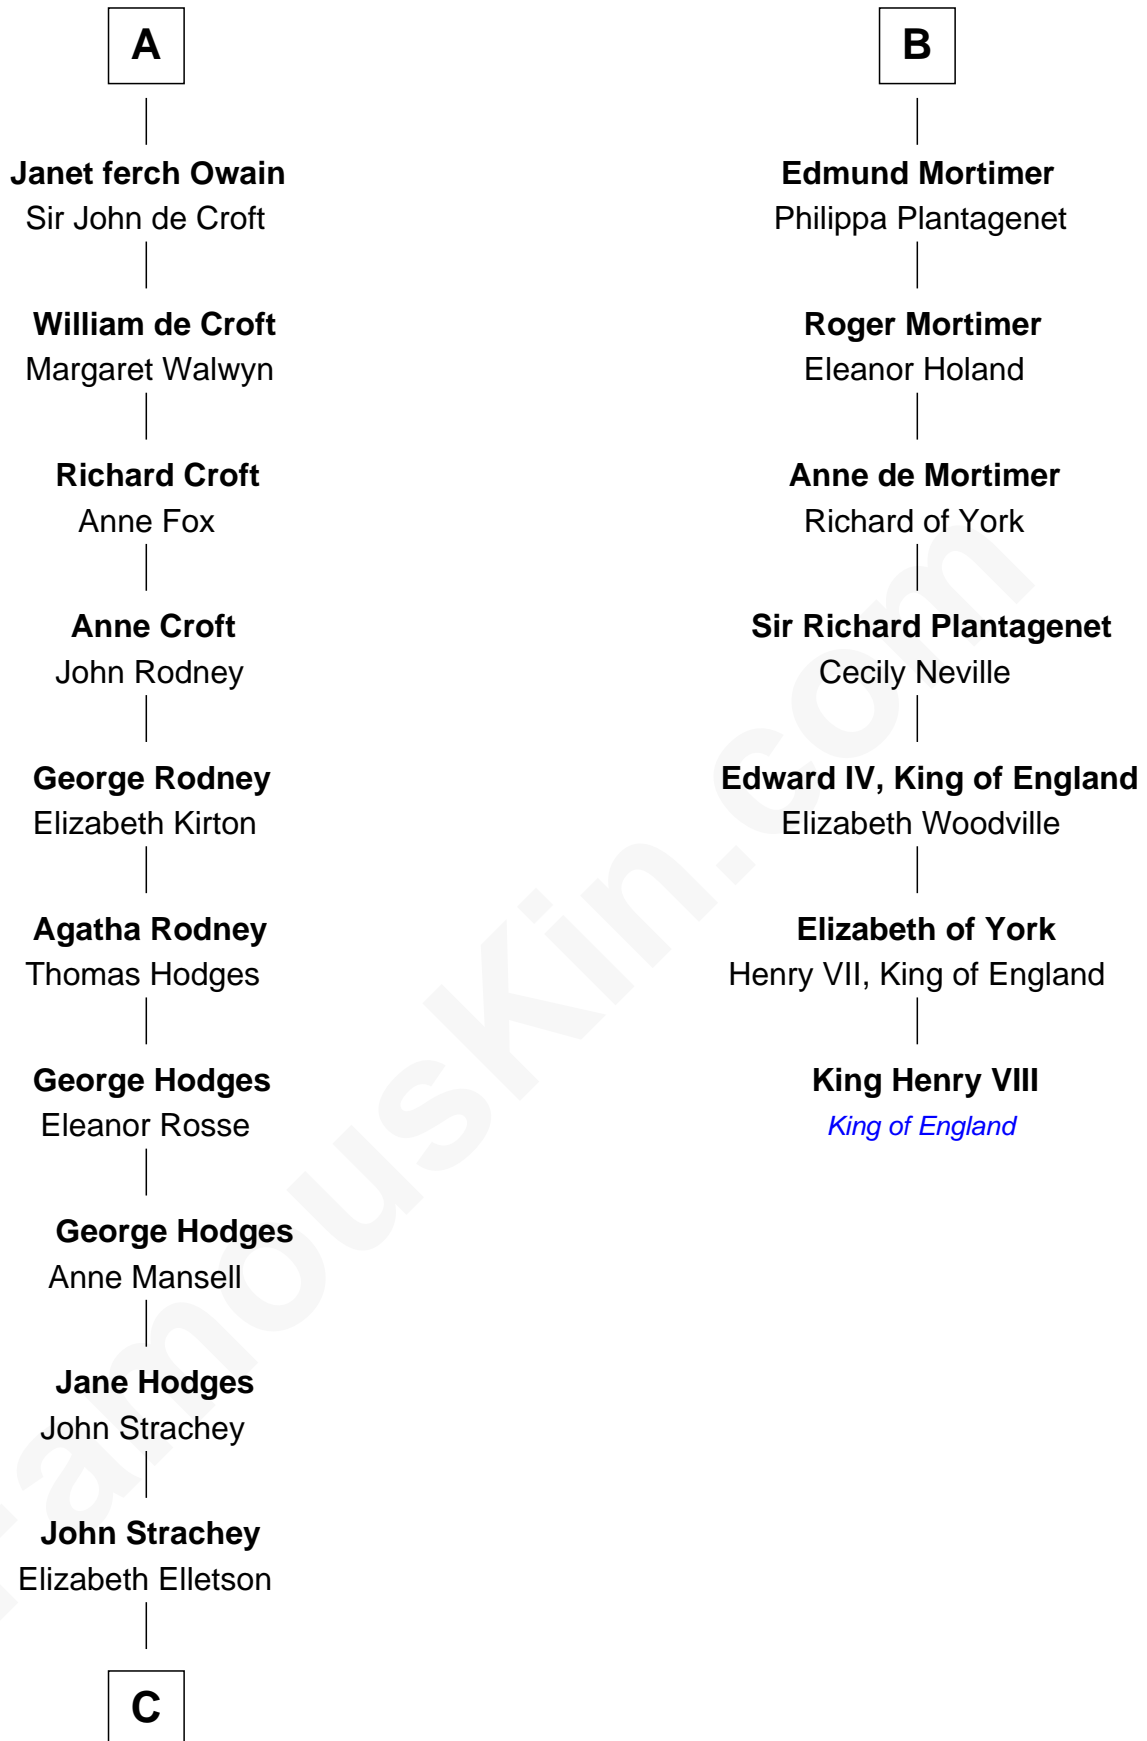 A
Janet ferch Owain
Sir John de Croft
William de Croft
Margaret Walwyn
Richard Croft
Anne Fox
Anne Croft
John Rodney
George Rodney
Elizabeth Kirton
Agatha Rodney
Thomas Hodges
George Hodges
Eleanor Rosse
George Hodges
Anne Mansell
Jane Hodges
John Strachey
John Strachey
Elizabeth Elletson
C
B
Edmund Mortimer
Philippa Plantagenet
Roger Mortimer
Eleanor Holand
Anne de Mortimer
Richard of York
Sir Richard Plantagenet
Cecily Neville
Edward IV, King of England
Elizabeth Woodville
Elizabeth of York
Henry VII, King of England
King Henry VIII
King of England
FamousKin.com